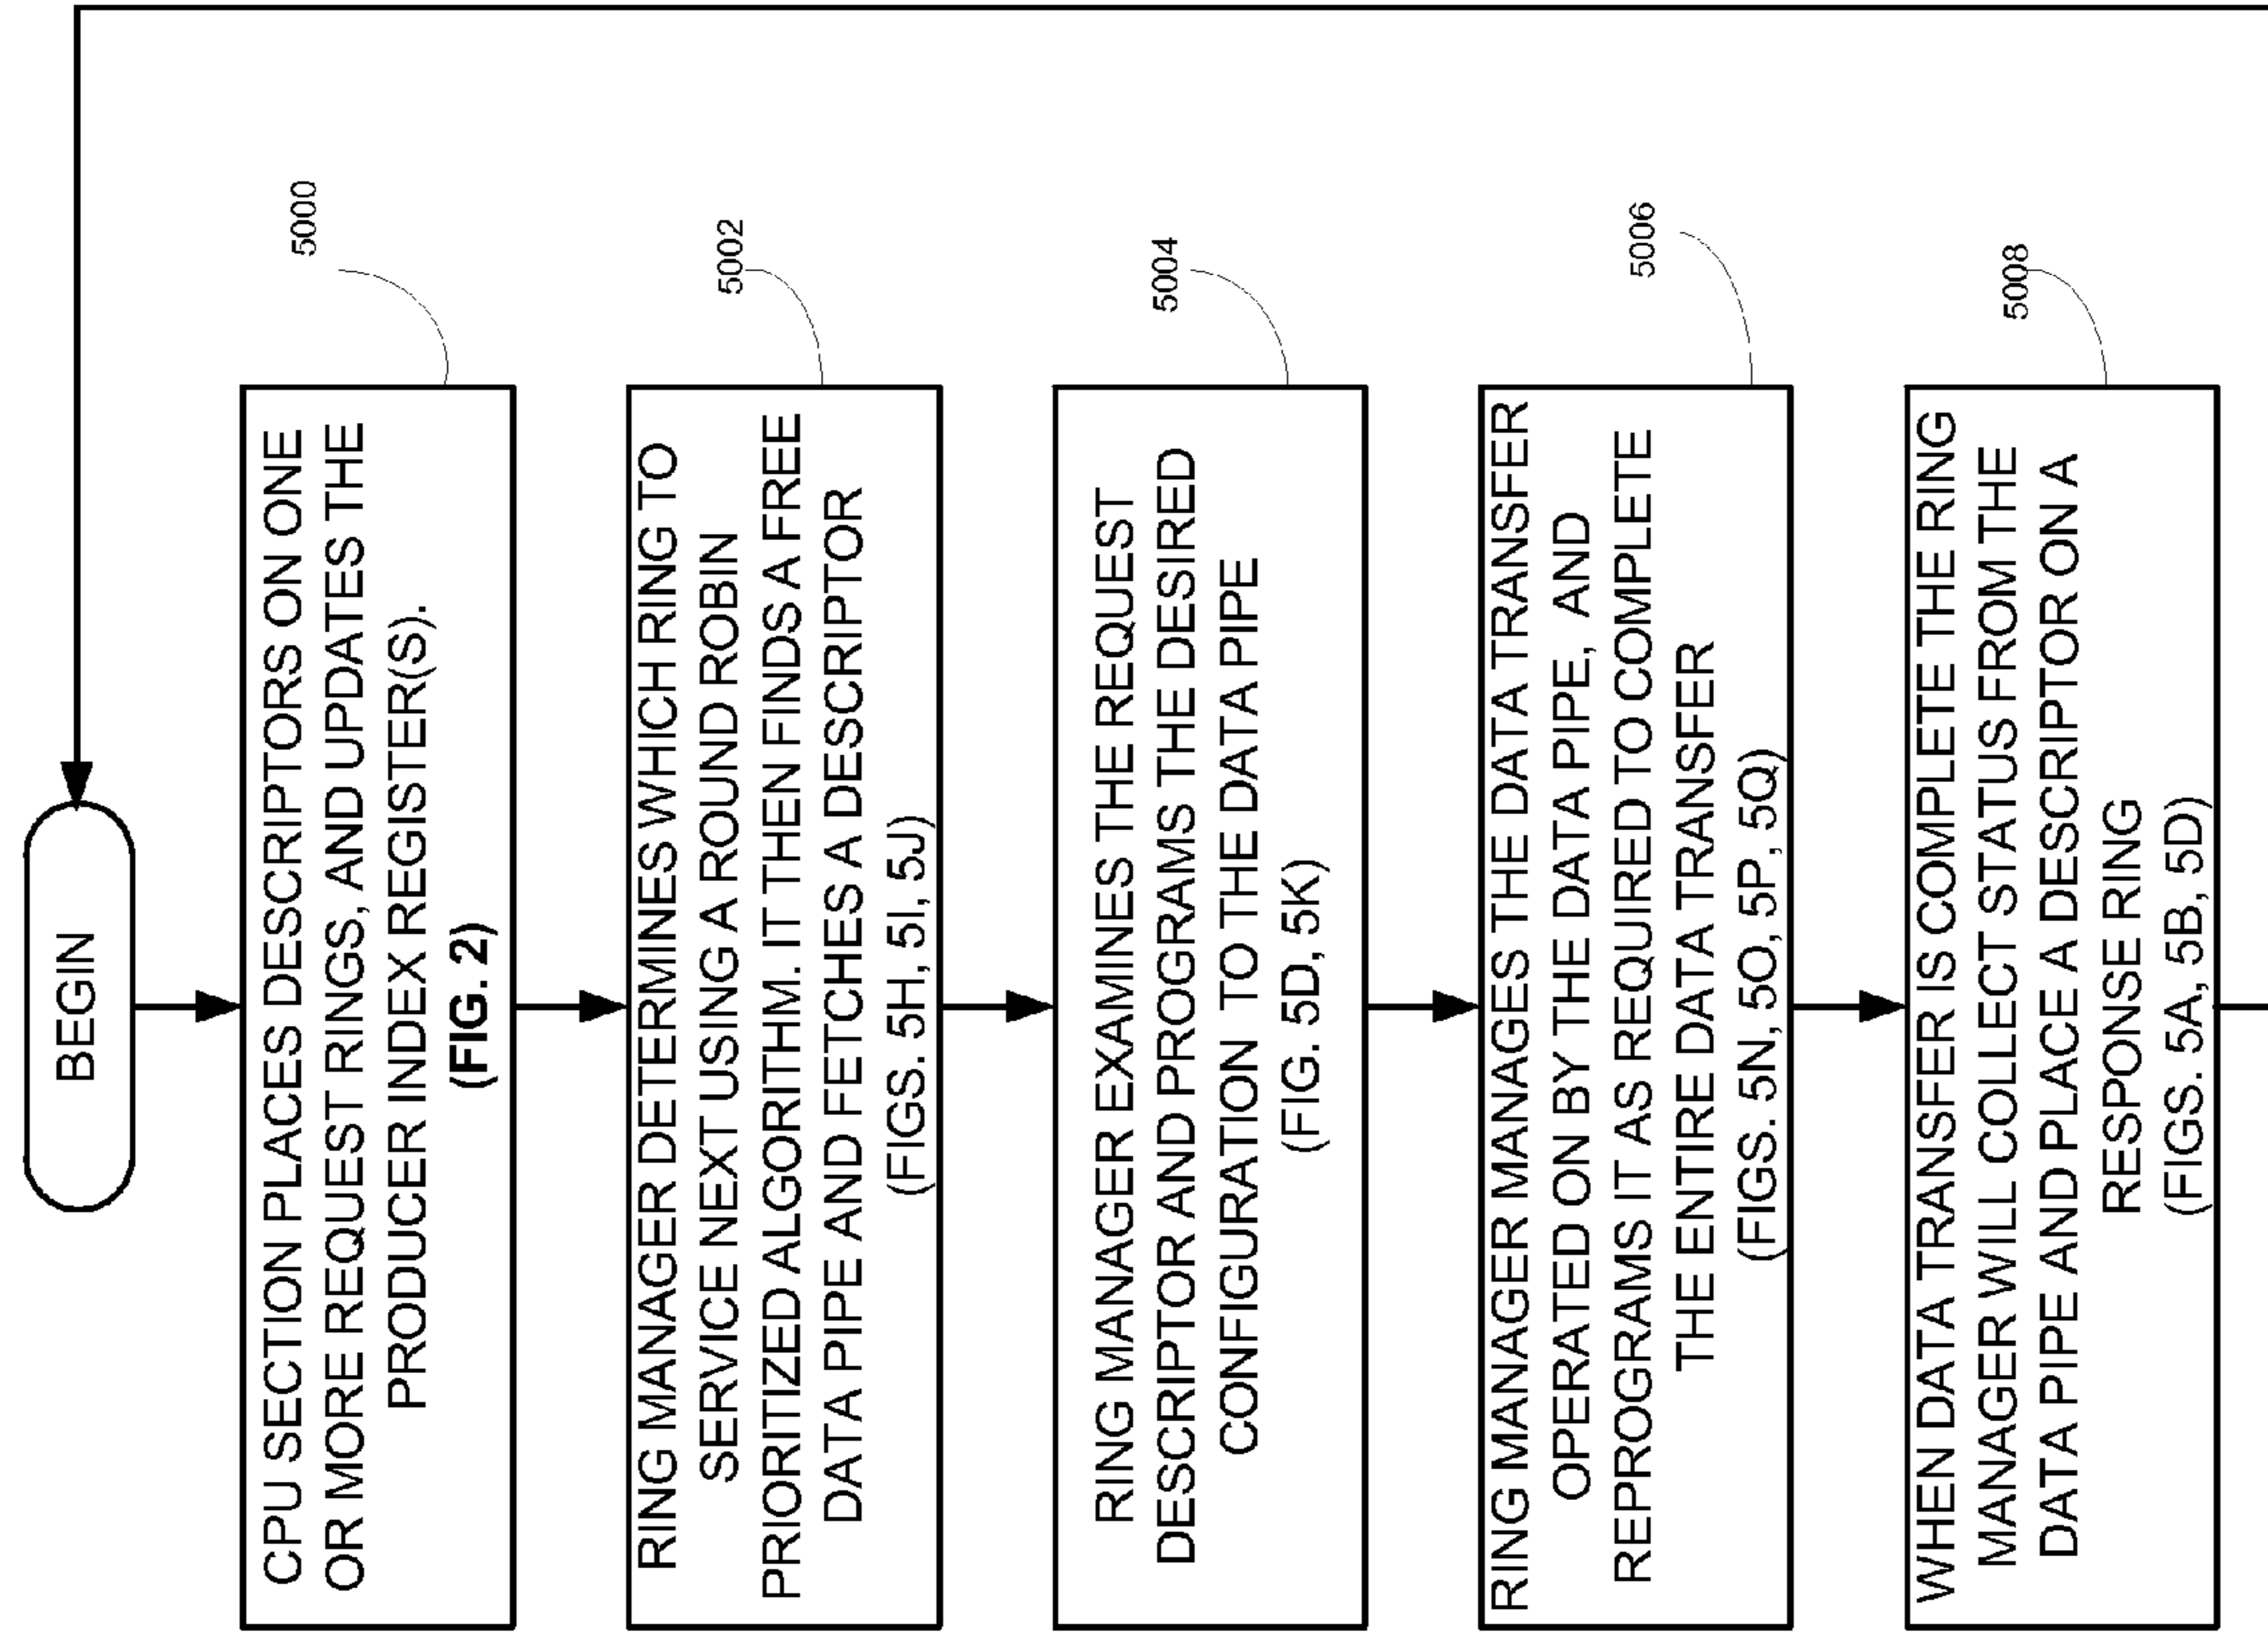 BEGIN
CPU SECTION PLACES DESCRIPTORS ON ONE
OR MORE REQUEST RINGS, AND UPDATES THE
PRODUCER INDEX REGISTER(S).
(FIG. 2)
5000
RING MANAGER DETERMINES WHICH RING TO
SERVICE NEXT USING A ROUND ROBIN
PRIORITIZED ALGORITHM. IT THEN FINDS A FREE
DATA PIPE AND FETCHES A DESCRIPTOR
(FIGS. 5H, 5I, 5J)
5002
RING MANAGER EXAMINES THE REQUEST
DESCRIPTOR AND PROGRAMS THE DESIRED
CONFIGURATION TO THE DATA PIPE
(FIG. 5D, 5K)
5004
RING MANAGER MANAGES THE DATA TRANSFER
OPERATED ON BY THE DATA PIPE, AND
REPROGRAMS IT AS REQUIRED TO COMPLETE
THE ENTIRE DATA TRANSFER
(FIGS. 5N, 5O, 5P, 5Q)
5006
WHEN DATA TRANSFER IS COMPLETE THE RING
MANAGER WILL COLLECT STATUS FROM THE
DATA PIPE AND PLACE A DESCRIPTOR ON A
RESPONSE RING
(FIGS. 5A, 5B, 5D)
5008